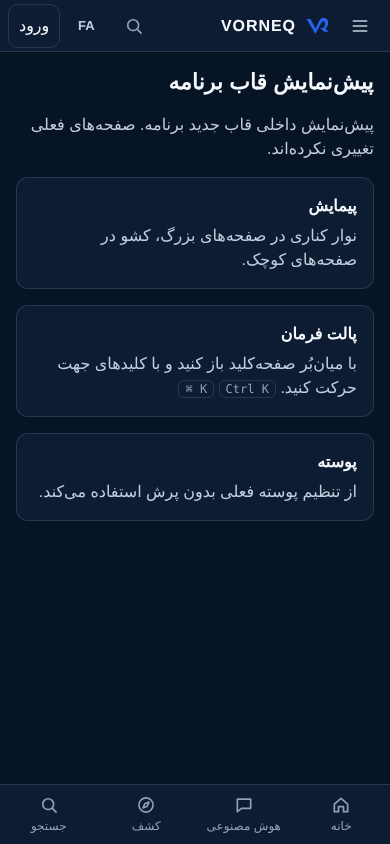 VORNEQ
FA
ورود
پیش‌نمایش قاب برنامه
پیش‌نمایش داخلی قاب جدید برنامه. صفحه‌های فعلی
تغییری نکرده‌اند.
پیمایش
نوار کناری در صفحه‌های بزرگ، کشو در
صفحه‌های کوچک.
پالت فرمان
با میان‌بُر صفحه‌کلید باز کنید و با کلیدهای جهت
حرکت کنید. Ctrl K ⌘ K
پوسته
از تنظیم پوسته فعلی بدون پرش استفاده می‌کند.
خانه
هوش مصنوعی
کشف
جستجو